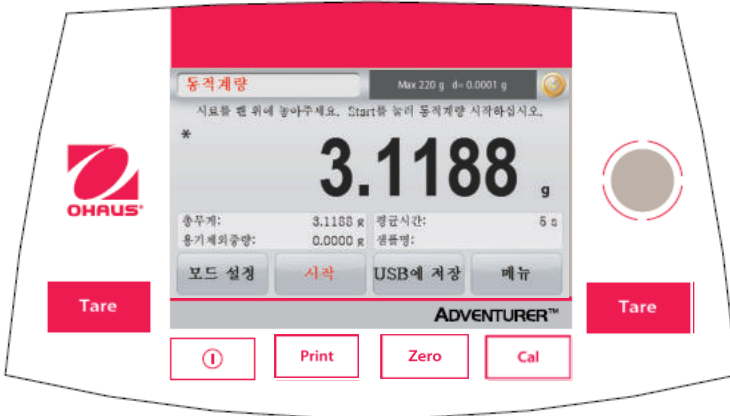 동적계량
Max 220 g d= 0.0001 g
시료를 팬 위에 놓아주세요. Start를 눌러 동적계량 시작하십시오.
*
3.1188 g
총무게: 3.1188 g 평균시간: 5 s
용기제외중량: 0.0000 g 샘플명:
모드 설정 시작 USB에 저장 메뉴
OHAUS
Tare
Tare
ADVENTURER™
Print Zero Cal